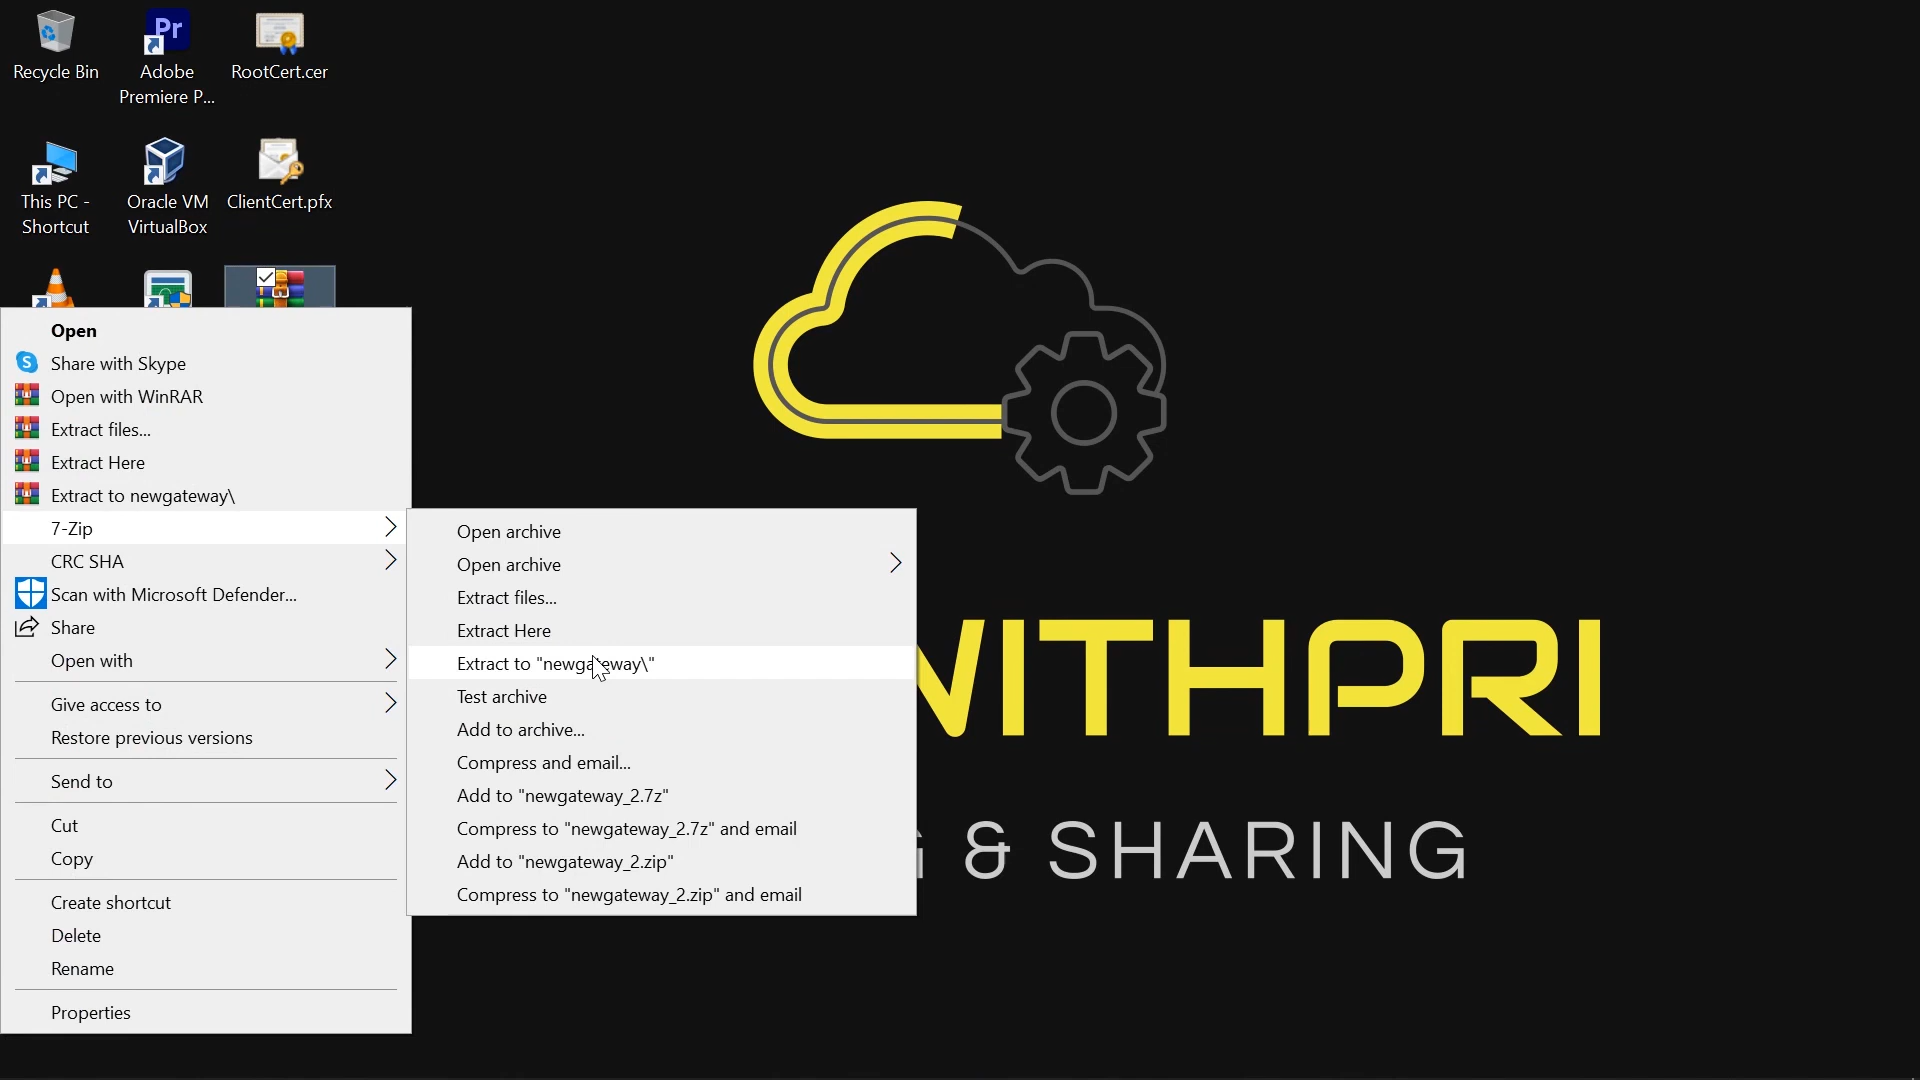 Recycle Bin
Adobe
Premiere P...
RootCert.cer
This PC -
Shortcut
Oracle VM
VirtualBox
ClientCert.pfx
Open
Share with Skype
Open with WinRAR
Extract files...
Extract Here
Extract to newgateway\
7-Zip
CRC SHA
Scan with Microsoft Defender...
Share
Open with
Give access to
Restore previous versions
Send to
Cut
Copy
Create shortcut
Delete
Rename
Properties
Open archive
Open archive
Extract files...
Extract Here
Extract to "newgateway\"
Test archive
Add to archive...
Compress and email...
Add to "newgateway_2.7z"
Compress to "newgateway_2.7z" and email
Add to "newgateway_2.zip"
Compress to "newgateway_2.zip" and email
WITHPRI
& SHARING